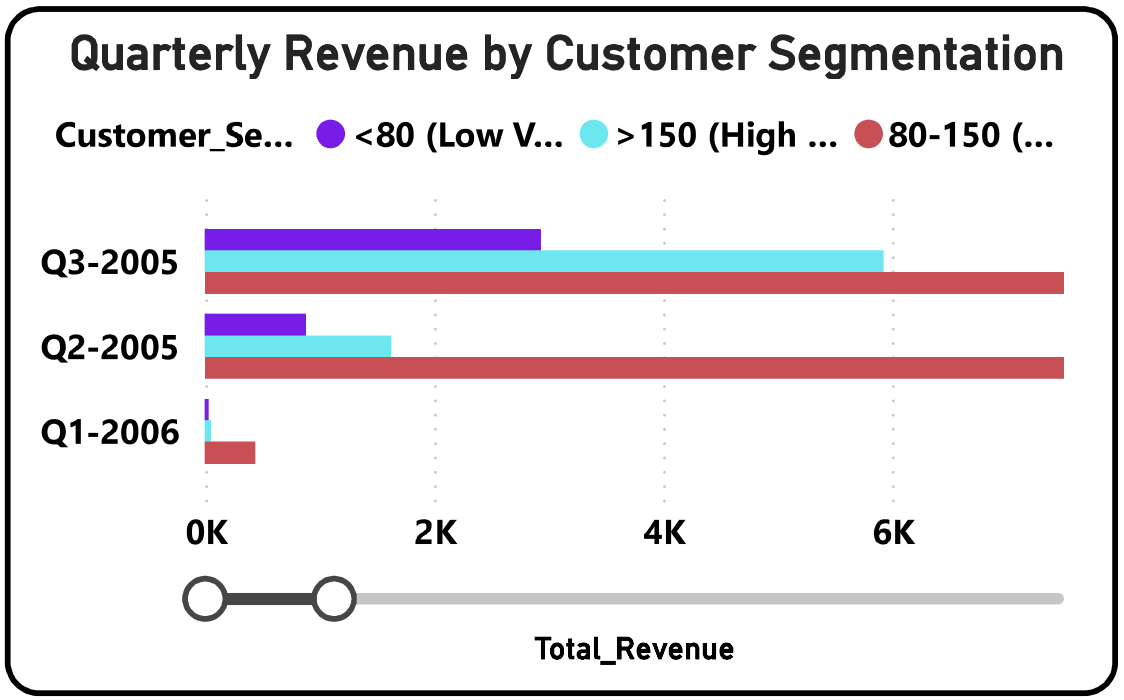 Quarterly Revenue by Customer Segmentation
Customer_Se... <80 (Low V... >150 (High ... 80-150 (...
Q3-2005
Q2-2005
Q1-2006
0K 2K 4K 6K
Total_Revenue